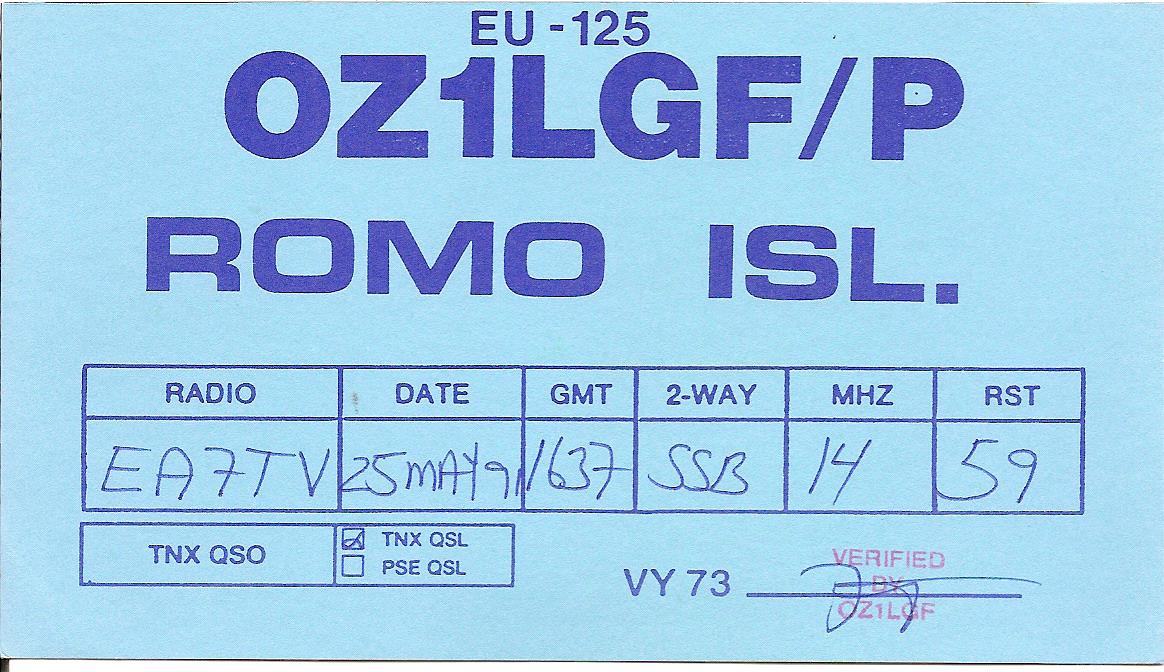 EU-125
OZ1LGF/P
ROMO ISL.
RADIO DATE GMT 2-WAY MHZ RST
EA7TV 25MAY91 1637 SSB 14 59
TNX QSO
TNX QSL
PSE QSL
VY 73
VERIFIED
BY
OZ1LGF